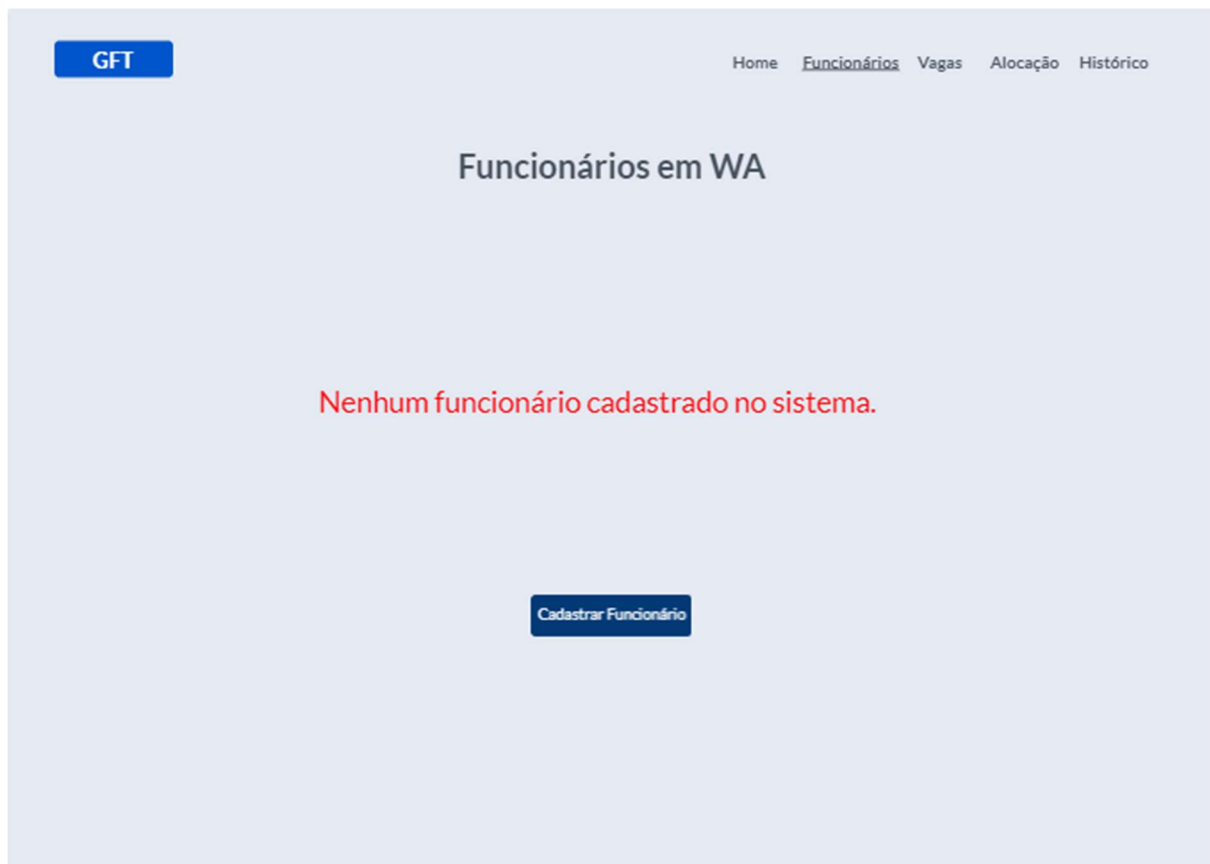 GFT
Home Funcionários Vagas Alocação Histórico
Funcionários em WA
Nenhum funcionário cadastrado no sistema.
Cadastrar Funcionário